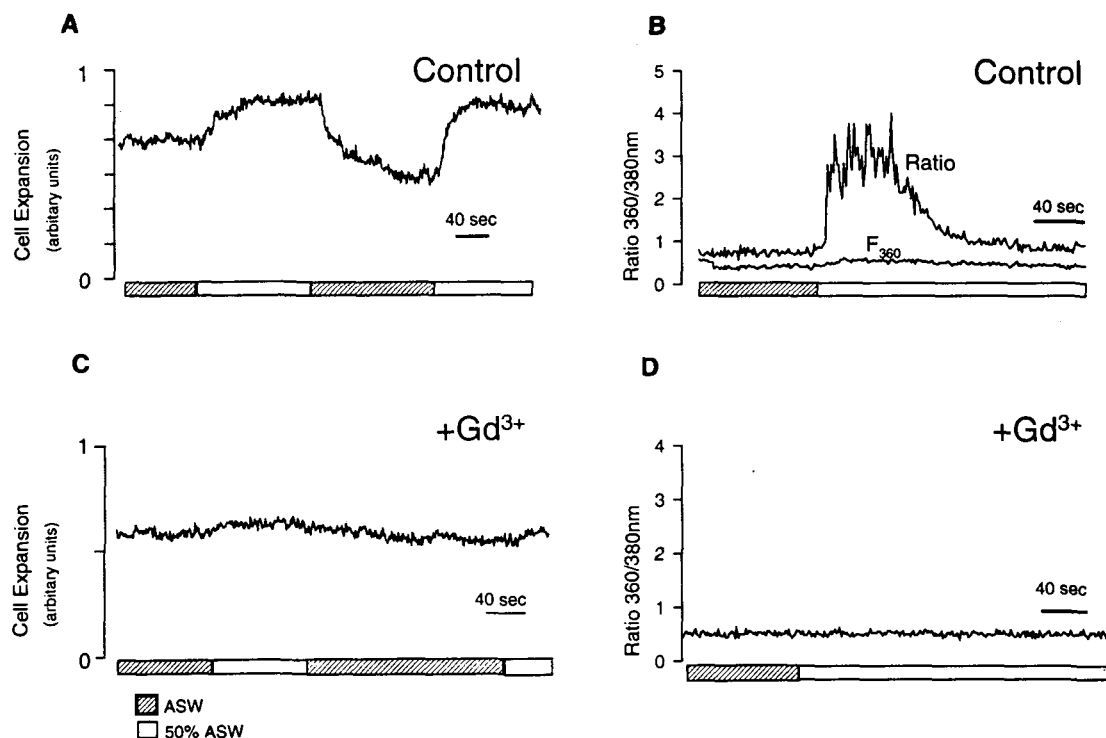 A
Control
1
Cell Expansion
(arbitary units)
0
40 sec
B
Control
5
4
3
2
1
0
Ratio 360/380nm
Ratio
F360
40 sec
C
+Gd3+
1
Cell Expansion
(arbitary units)
0
40 sec
D
+Gd3+
4
3
2
1
0
Ratio 360/380nm
40 sec
ASW
50% ASW